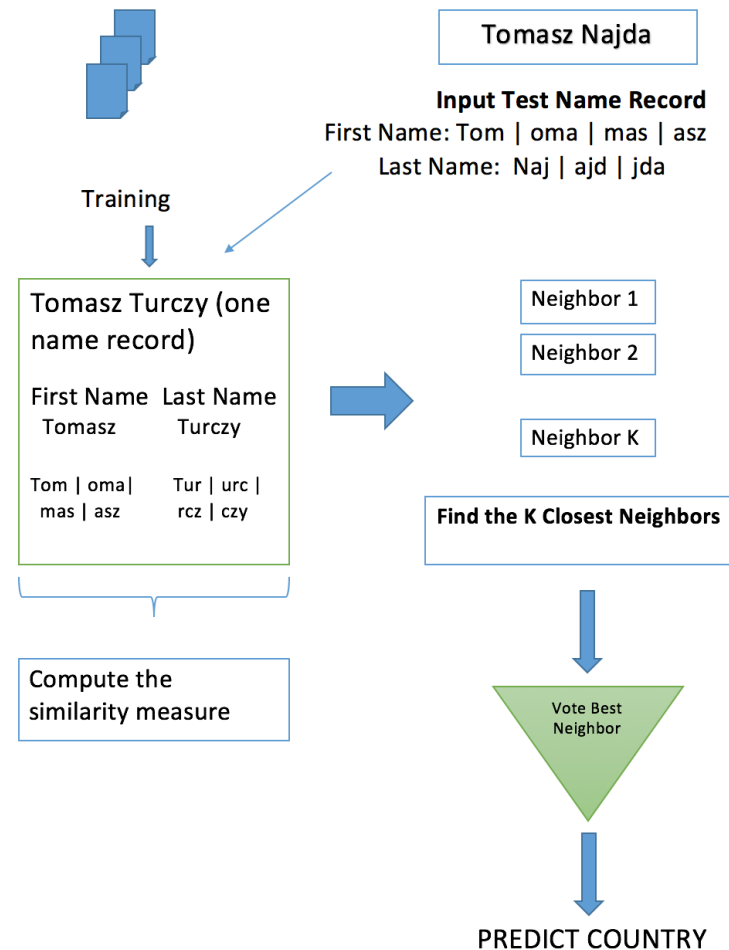 Tomasz Najda
Input Test Name Record
First Name: Tom | oma | mas | asz
Last Name: Naj | ajd | jda
Training
Tomasz Turczy (one
name record)
First Name Last Name
Tomasz Turczy
Tom | oma| Tur | urc |
mas | asz rcz | czy
Compute the
similarity measure
Neighbor 1
Neighbor 2
Neighbor K
Find the K Closest Neighbors
Vote Best
Neighbor
PREDICT COUNTRY